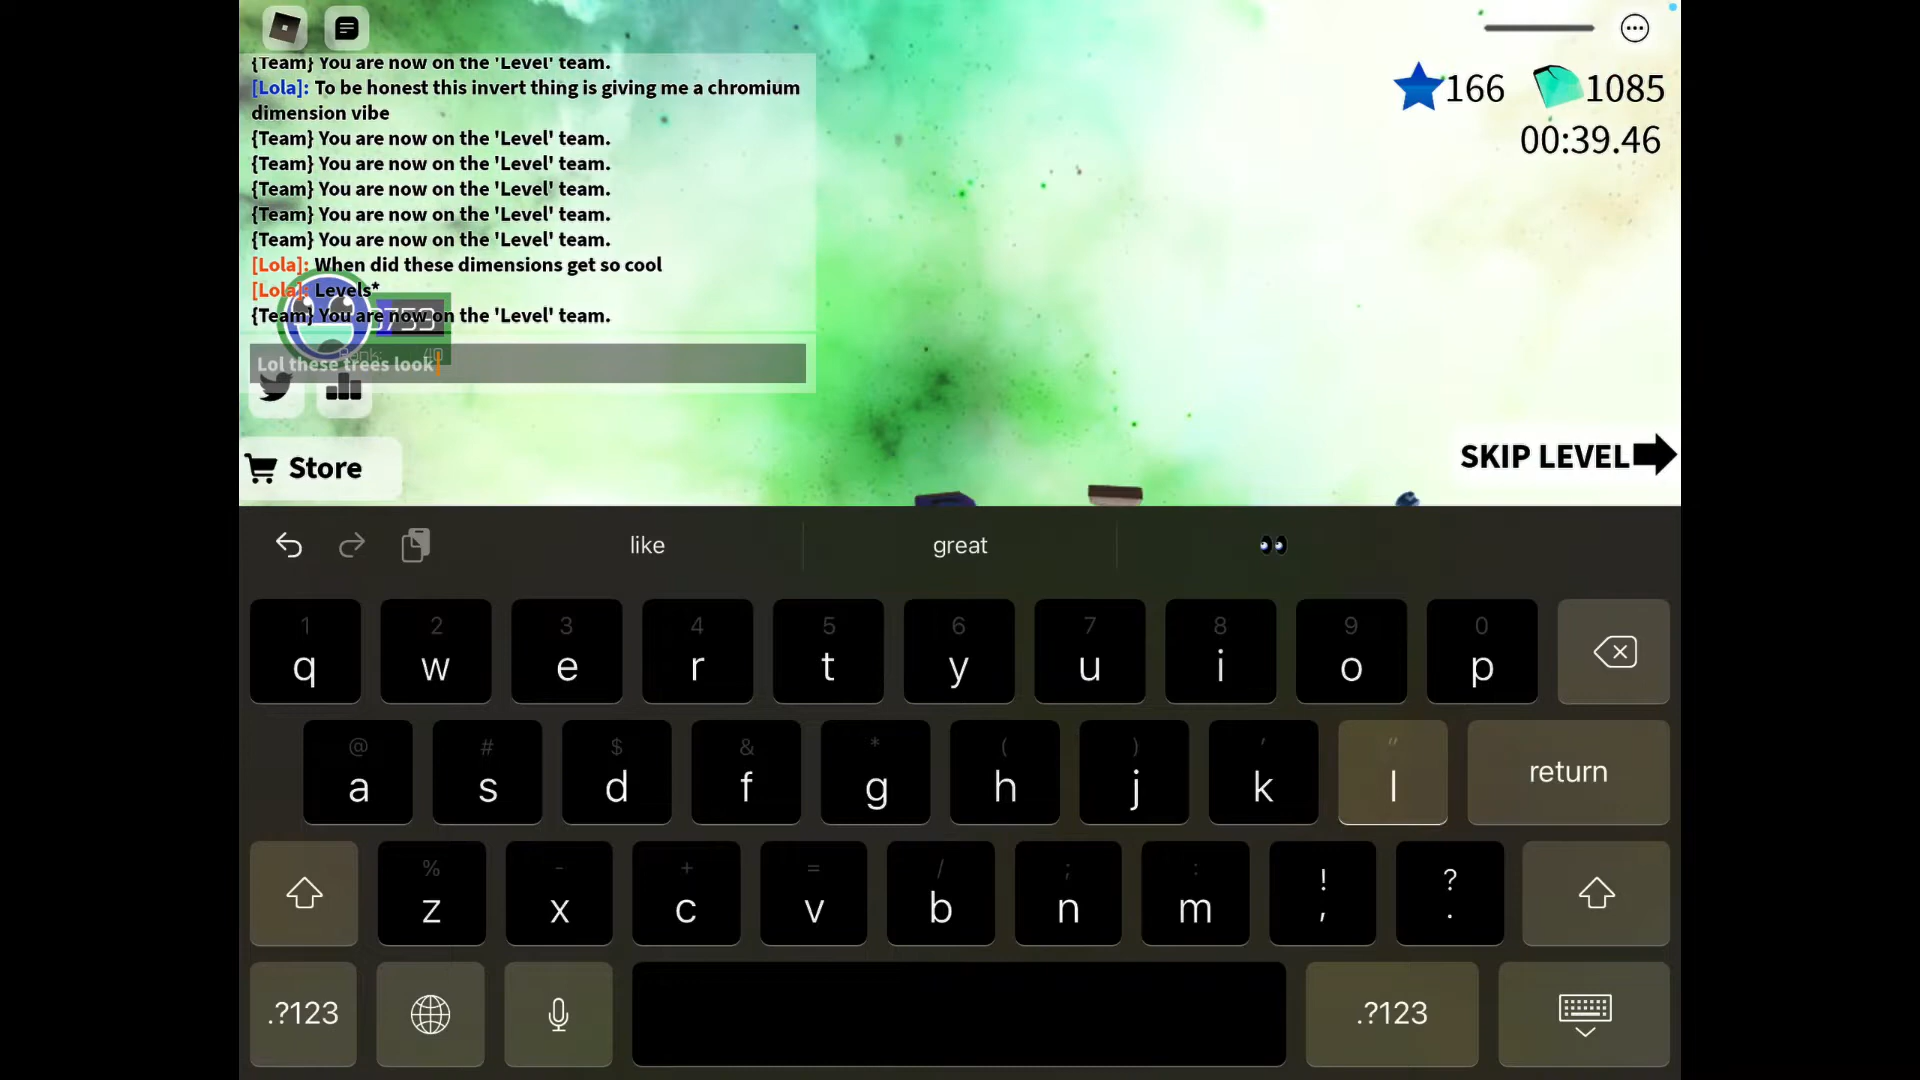 {Team} You are now on the 'Level' team.
[Lola]: To be honest this invert thing is giving me a chromium
dimension vibe
{Team} You are now on the 'Level' team.
{Team} You are now on the 'Level' team.
{Team} You are now on the 'Level' team.
{Team} You are now on the 'Level' team.
{Team} You are now on the 'Level' team.
[Lola]: When did these dimensions get so cool
[Lola]: Levels*
{Team} You are now on the 'Level' team.
Rank:
Lol these trees look
166 1085
00:39.46
Store
SKIP LEVEL
like great
1 2 3 4 5 6 7 8 9 0
q w e r t y u i o p
@ # $ & * ( ) ' "
a s d f g h j k l return
% - + = / ; : ! ?
z x c v b n m , .
.?123 .?123